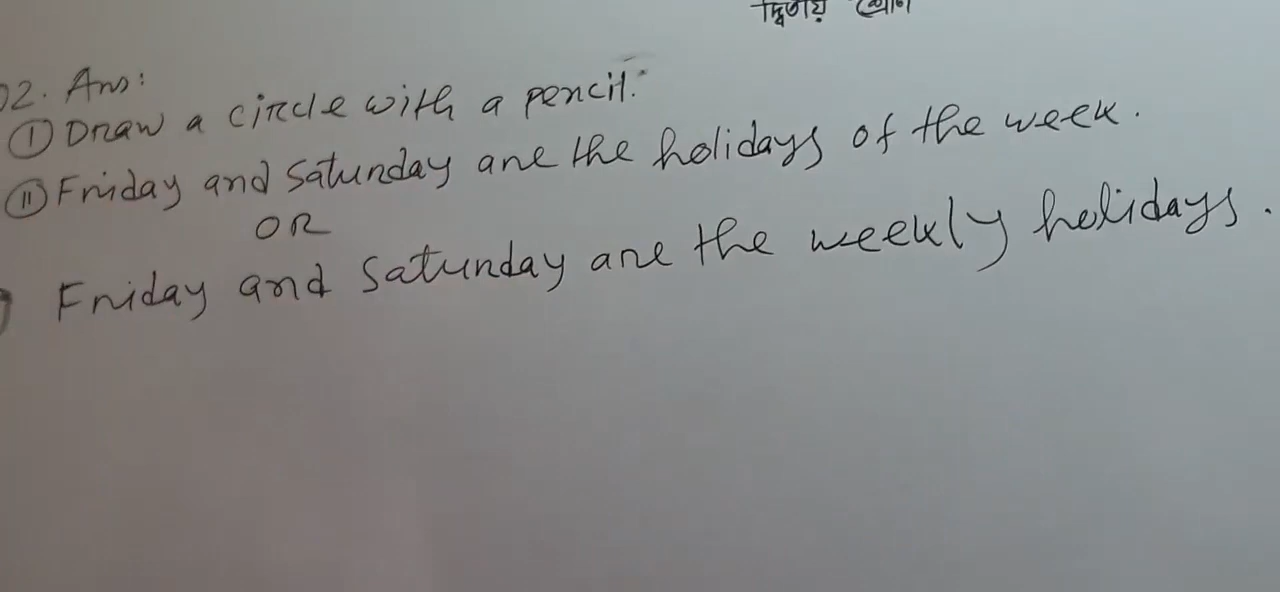 দ্বিতীয় শ্রেণি
02. Ans:
(I) Draw a circle with a pencil.
(II) Friday and Saturday are the holidays of the week.
OR
Friday and Saturday are the weekly holidays.